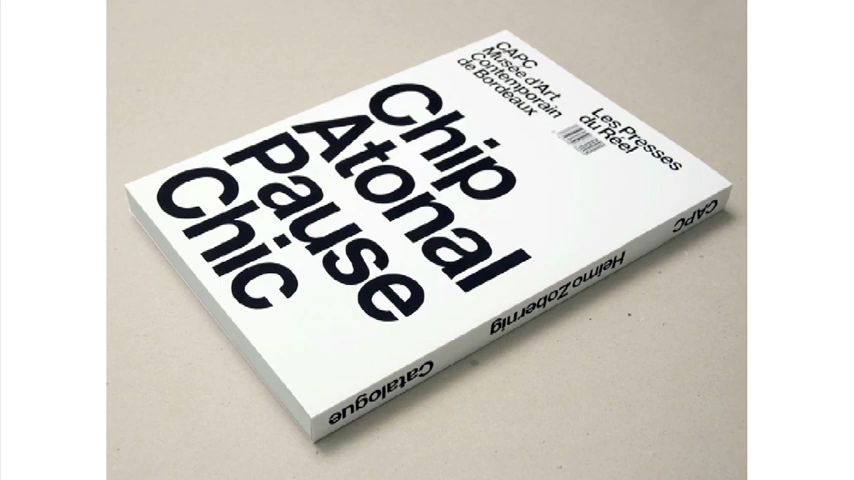 CAPC
Musée d'Art
Contemporain
de Bordeaux
Les Presses
du Réel
Chip
Atonal
Pause
Chic
CAPC
Heimo Zobernig
Catalogue